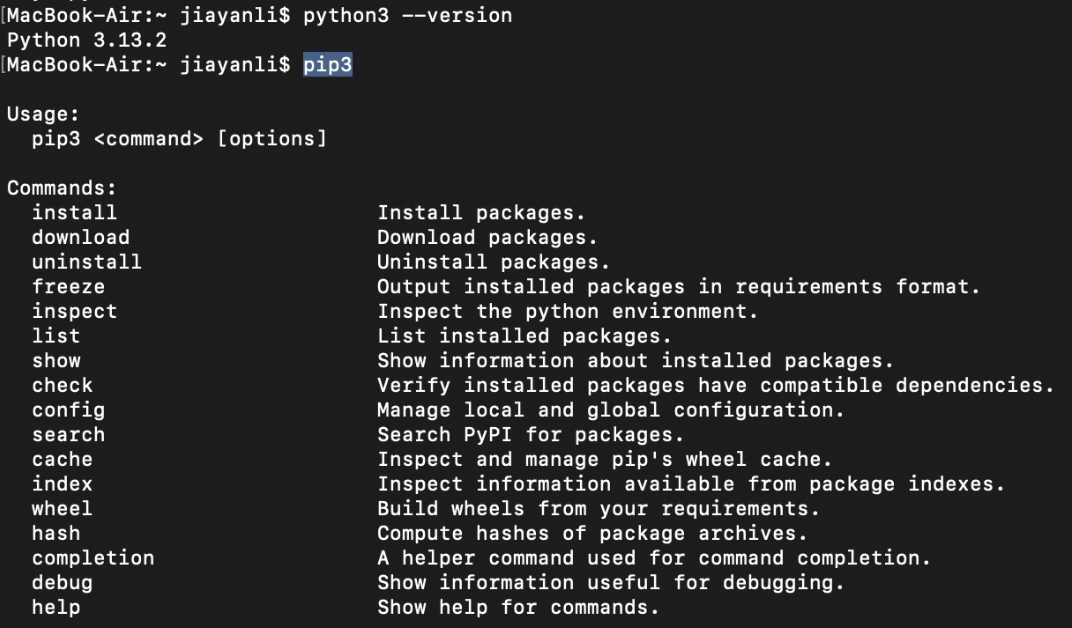 [MacBook-Air:~ jiayanli$ python3 --version
Python 3.13.2
[MacBook-Air:~ jiayanli$ pip3
Usage:
pip3 <command> [options]
Commands:
install Install packages.
download Download packages.
uninstall Uninstall packages.
freeze Output installed packages in requirements format.
inspect Inspect the python environment.
list List installed packages.
show Show information about installed packages.
check Verify installed packages have compatible dependencies.
config Manage local and global configuration.
search Search PyPI for packages.
cache Inspect and manage pip's wheel cache.
index Inspect information available from package indexes.
wheel Build wheels from your requirements.
hash Compute hashes of package archives.
completion A helper command used for command completion.
debug Show information useful for debugging.
help Show help for commands.